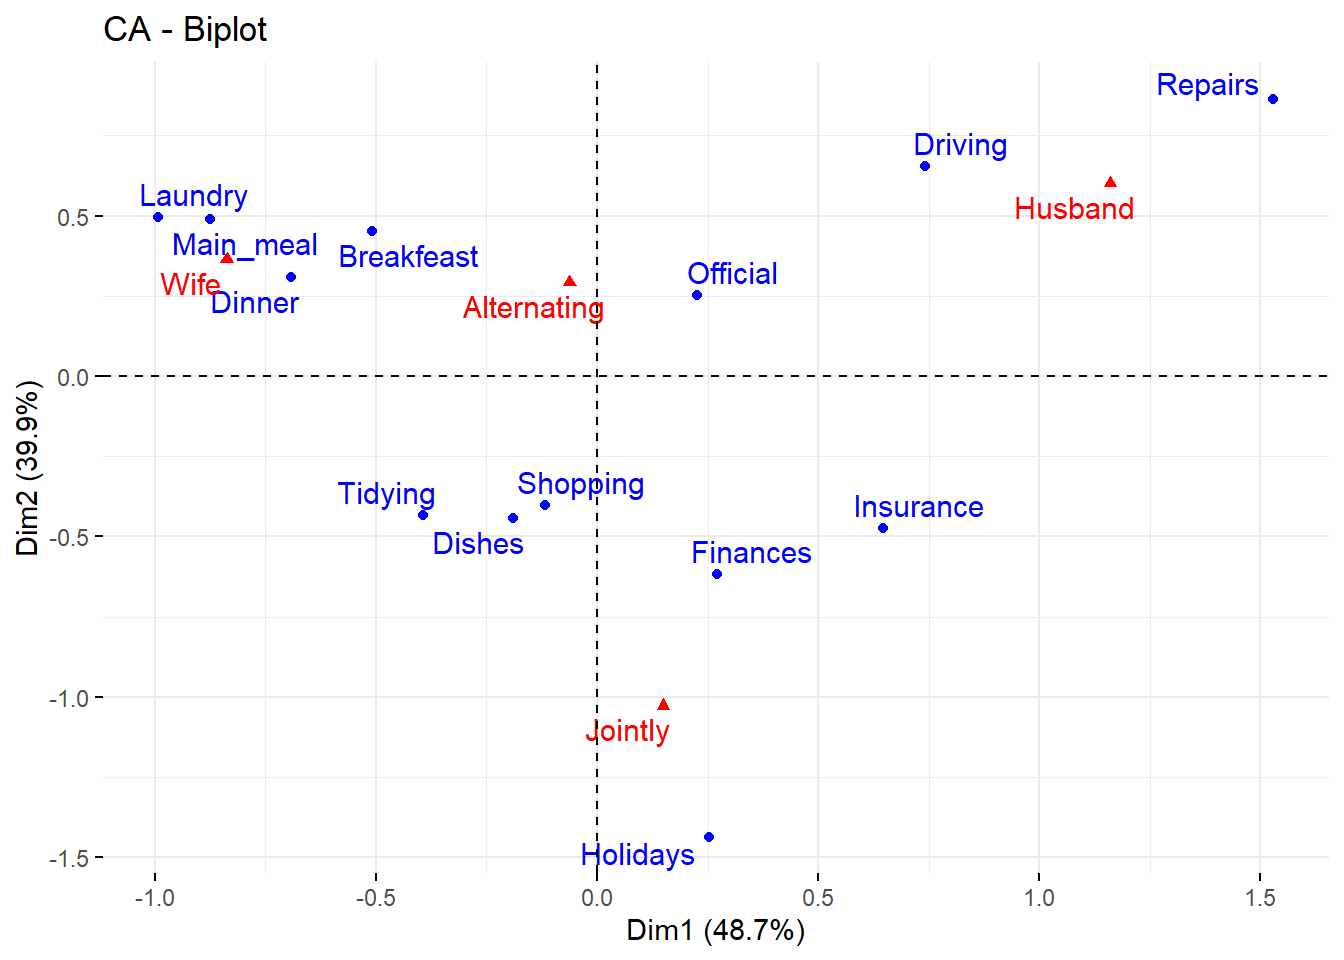 CA - Biplot
Repairs
Driving
Laundry
Husband
Main_meal
Breakfeast
Official
Wife
Dinner
Alternating
0.5
0.0
-0.5
-1.0
-1.5
Dim2 (39.9%)
Tidying
Shopping
Insurance
Dishes
Finances
Jointly
Holidays
-1.0
-0.5
0.0
0.5
1.0
1.5
Dim1 (48.7%)